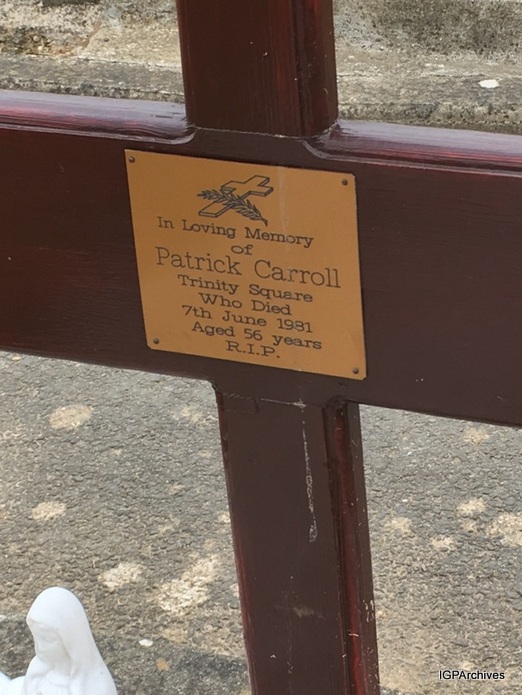 In Loving Memory
of
Patrick Carroll
Trinity Square
Who Died
7th June 1981
Aged 56 years
R.I.P.
IGPArchives